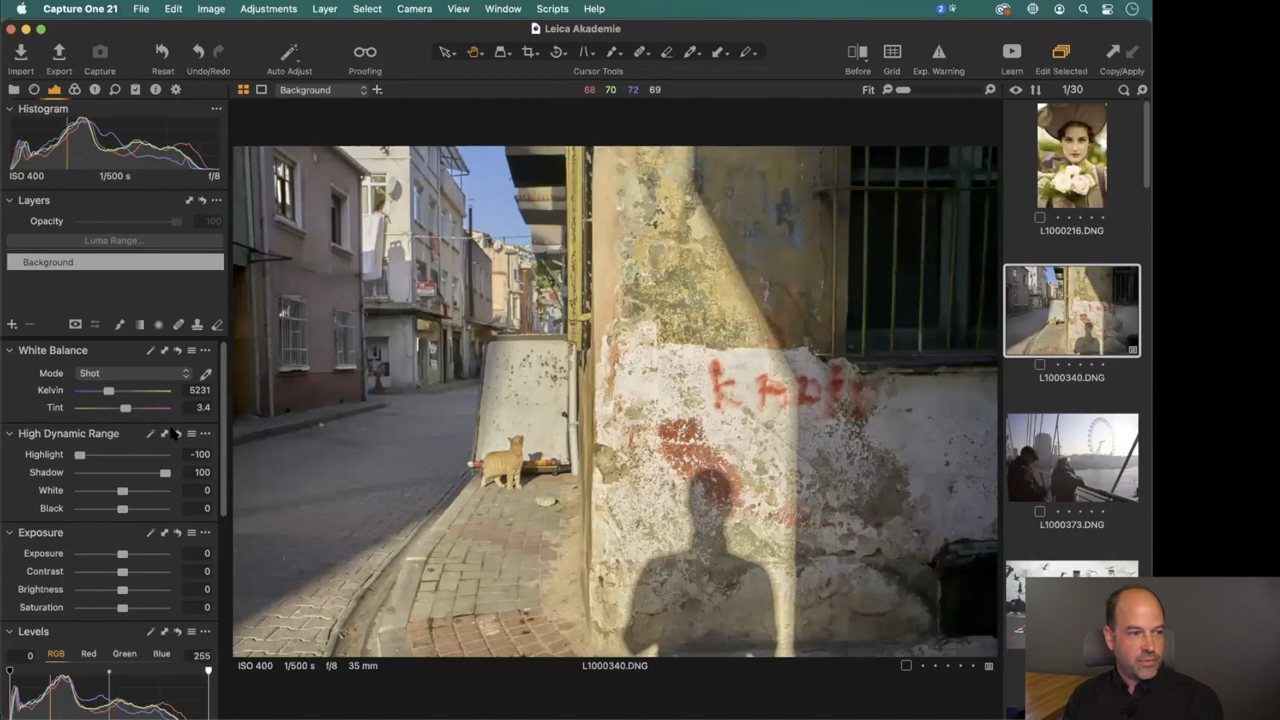 Capture One 21 File Edit Image Adjustments Layer Select Camera View Window Scripts Help 2
Leica Akademie
Import Export Capture Reset Undo/Redo Auto Adjust Proofing Cursor Tools Before Grid Exp. Warning Learn Edit Selected Copy/Apply
Background 68 70 72 69 Fit 1/30
Histogram
ISO 400 1/500 s f/8
Layers
Opacity 100
Luma Range...
Background
White Balance
Mode Shot
Kelvin 5231
Tint 3.4
High Dynamic Range
Highlight -100
Shadow 100
White 0
Black 0
Exposure
Exposure 0
Contrast 0
Brightness 0
Saturation 0
Levels
0 RGB Red Green Blue 255
ISO 400 1/500 s f/8 35 mm L1000340.DNG
L1000216.DNG
L1000340.DNG
L1000373.DNG